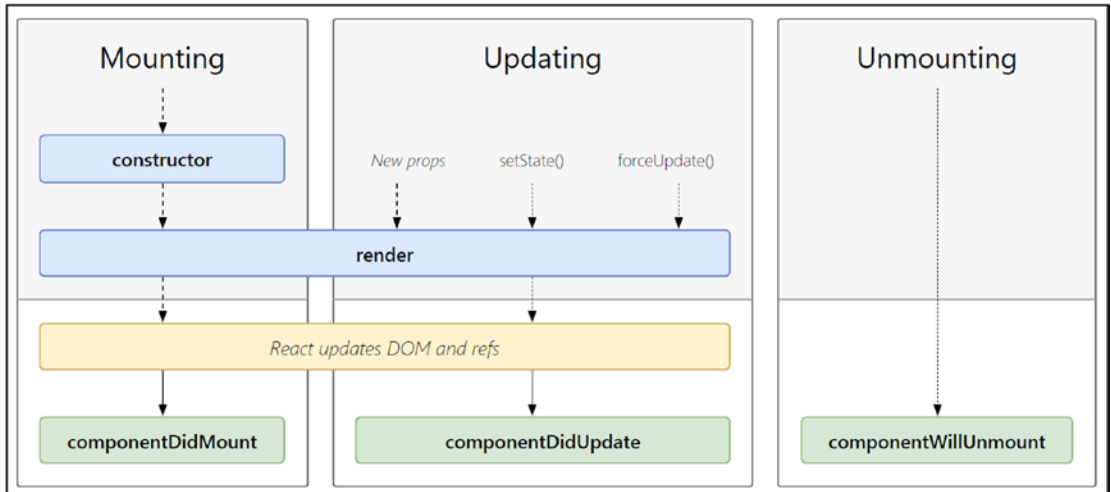 Mounting
Updating
Unmounting
constructor
New props
setState()
forceUpdate()
render
React updates DOM and refs
componentDidMount
componentDidUpdate
componentWillUnmount